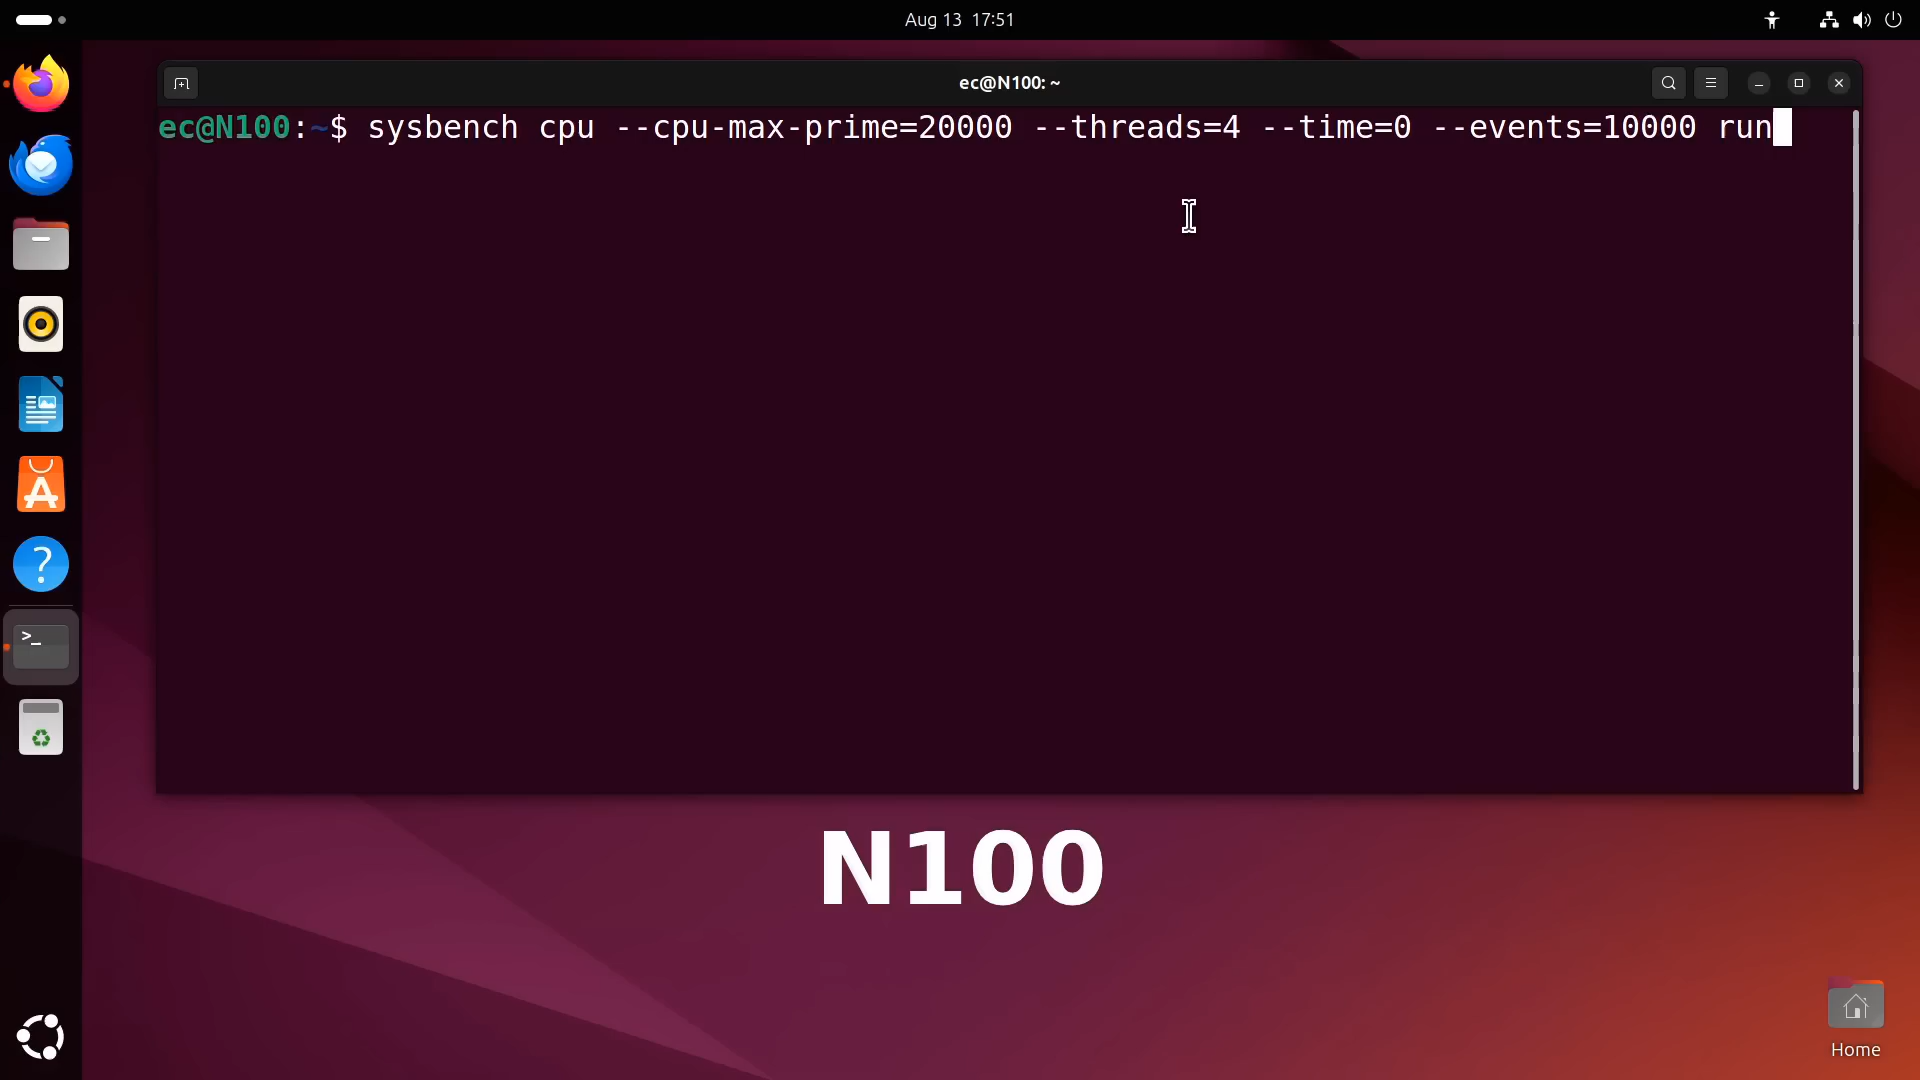 Aug 13 17:51
ec@N100: ~
ec@N100:~$ sysbench cpu --cpu-max-prime=20000 --threads=4 --time=0 --events=10000 run
N100
Home